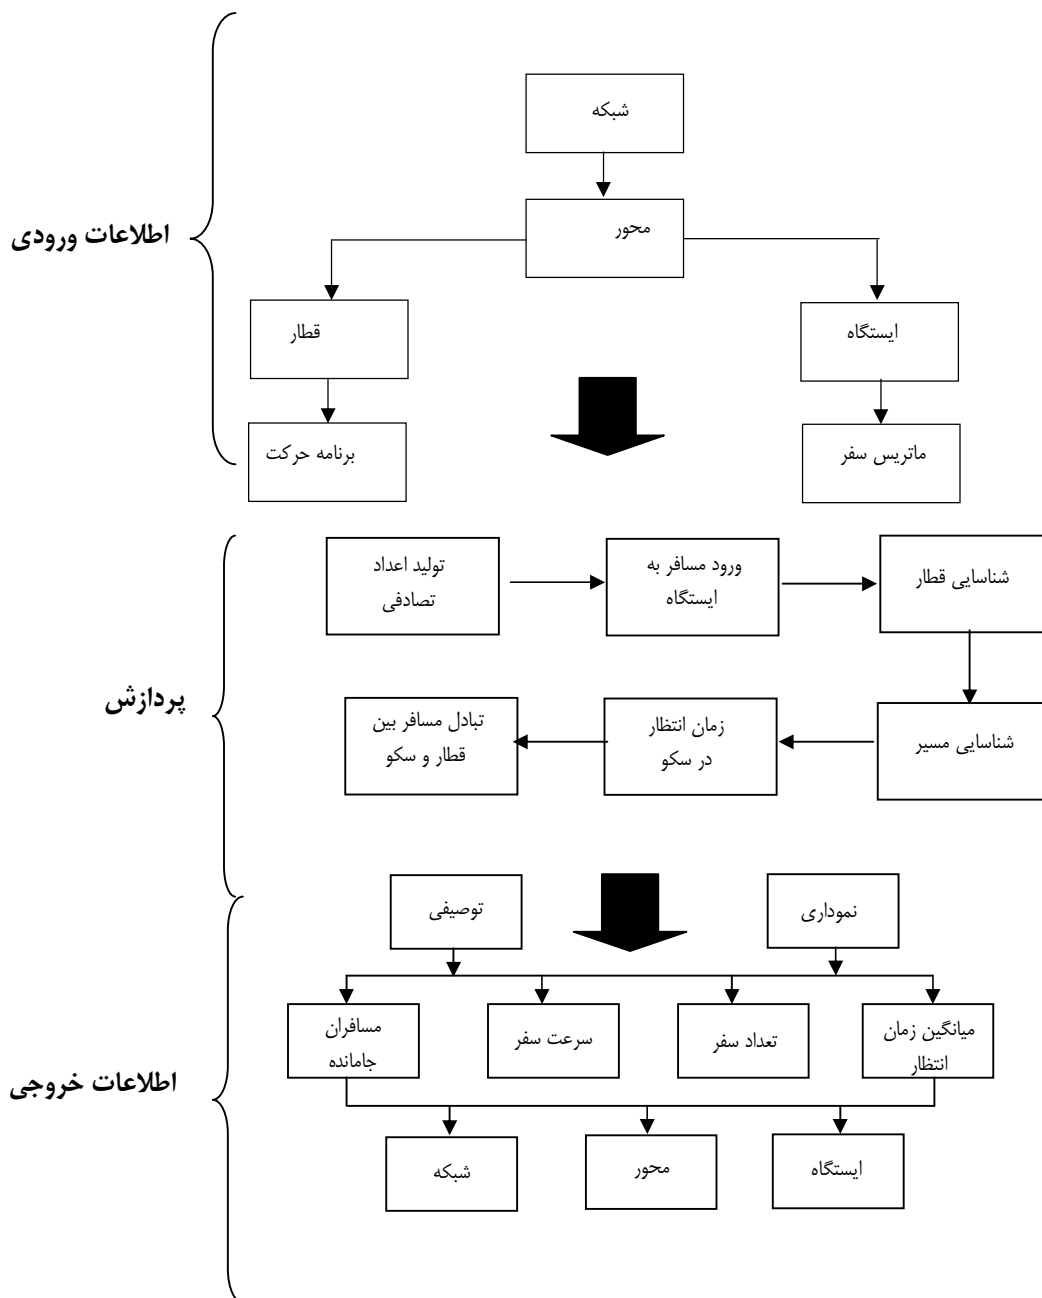 شبکه
محور
اطلاعات ورودی
ایستگاه
قطار
ماتریس سفر
برنامه حرکت
شناسایی قطار
ورود مسافر به
ایستگاه
تولید اعداد
تصادفی
پردازش
شناسایی مسیر
زمان انتظار
در سکو
تبادل مسافر بین
قطار و سکو
نموداری
توصیفی
میانگین زمان
انتظار
تعداد سفر
سرعت سفر
مسافران
جامانده
اطلاعات خروجی
ایستگاه
محور
شبکه